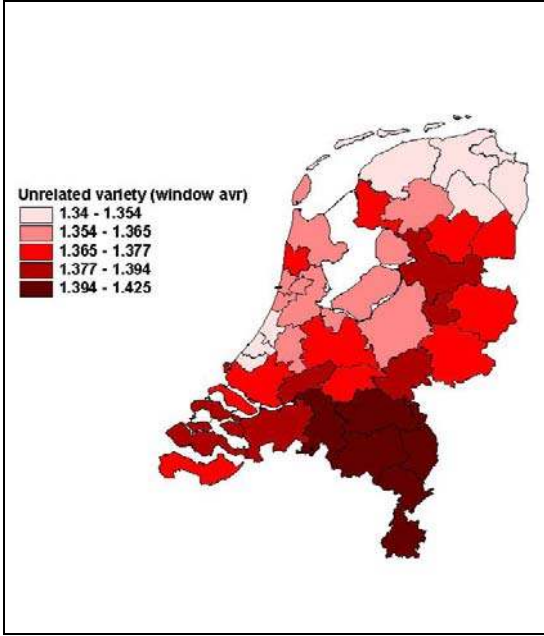 Unrelated variety (window avr)
1.34 - 1.354
1.354 - 1.365
1.365 - 1.377
1.377 - 1.394
1.394 - 1.425